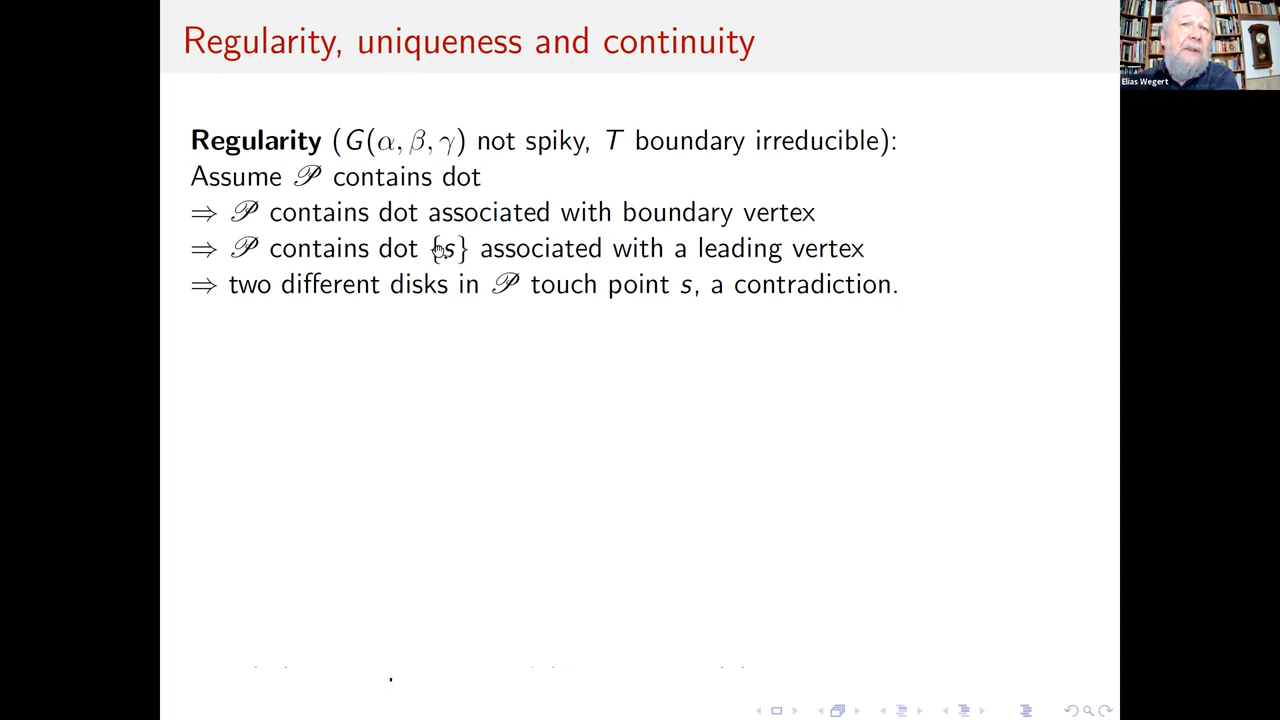 Regularity, uniqueness and continuity
Elias Wegert
Regularity (G(α, β, γ) not spiky, T boundary irreducible):
Assume 𝒫 contains dot
⇒ 𝒫 contains dot associated with boundary vertex
⇒ 𝒫 contains dot {s} associated with a leading vertex
⇒ two different disks in 𝒫 touch point s, a contradiction.